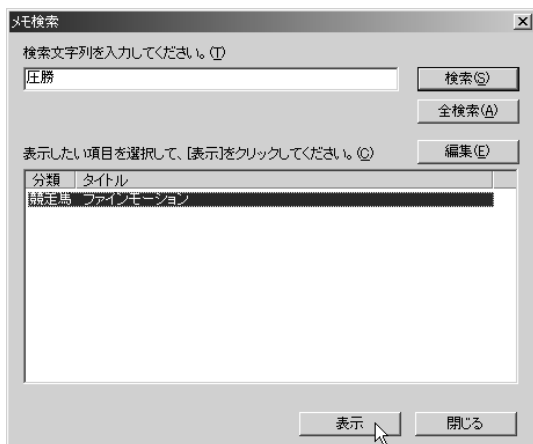 メモ検索
検索文字列を入力してください。(T)
圧勝
検索(S)
全検索(A)
表示したい項目を選択して、[表示]をクリックしてください。(C)
編集(E)
分類 タイトル
競走馬 ファインモーション
表示
閉じる